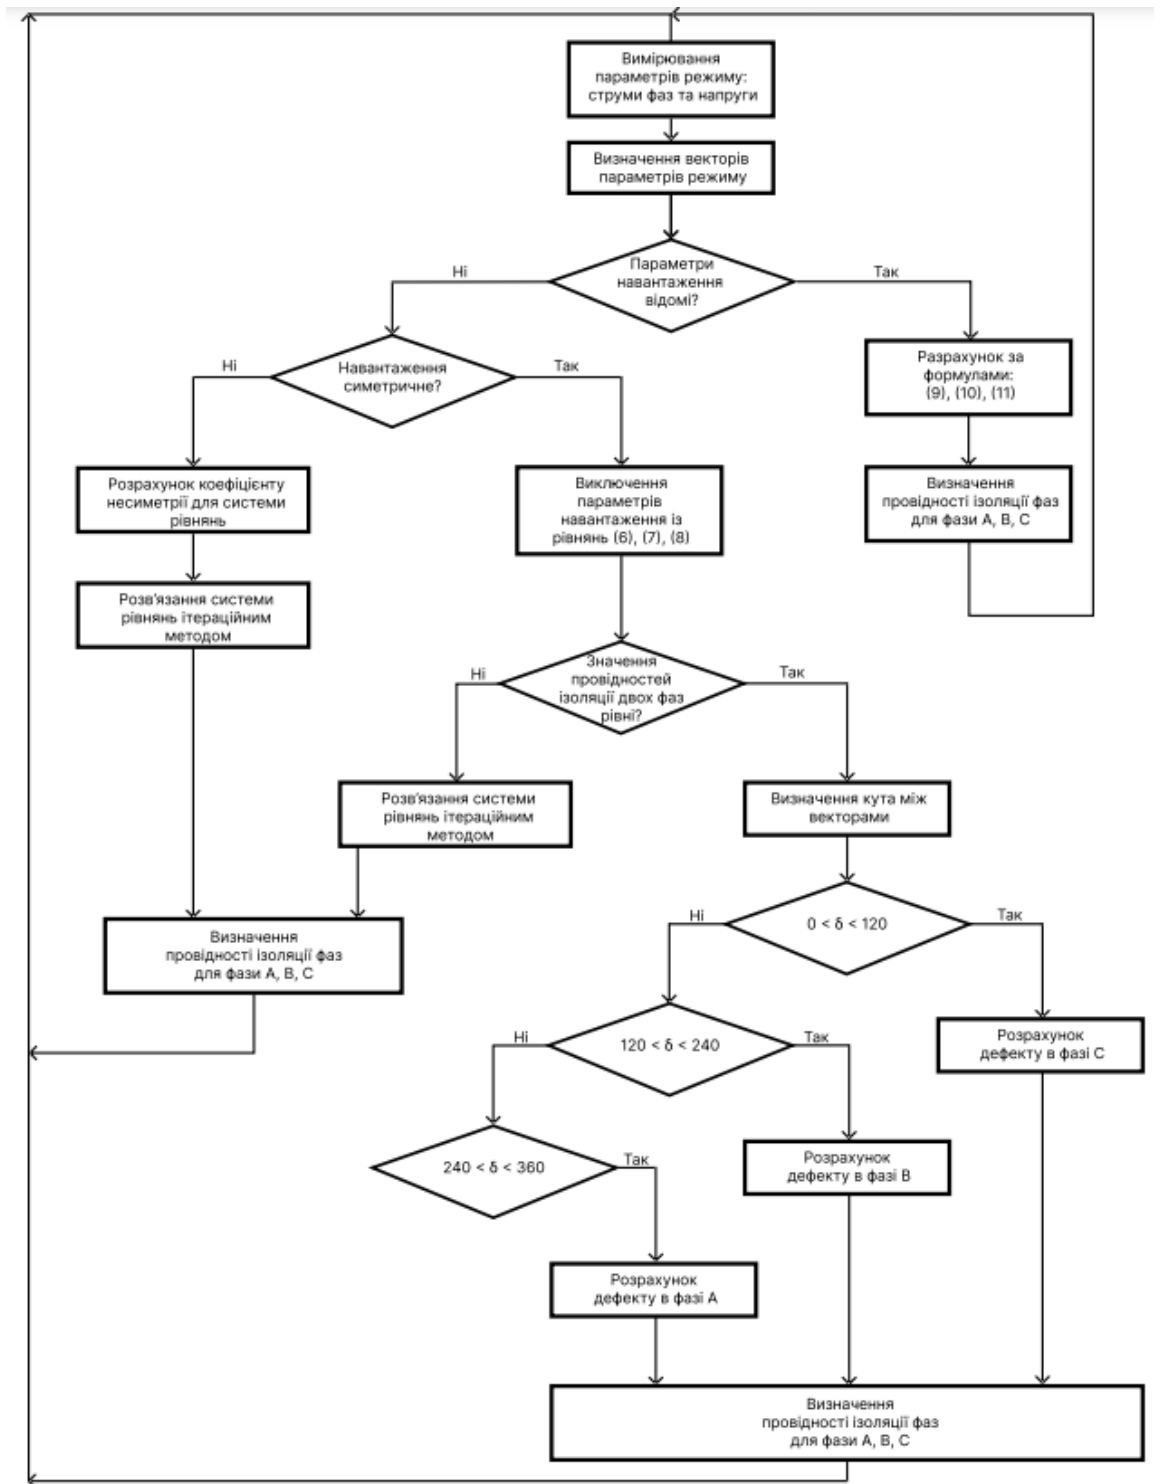 Вимірювання
параметрів режиму:
струми фаз та напруги
Визначення векторів
параметрів режиму
Параметри
навантаження
відомі?
Ні
Так
Навантаження
симетричне?
Ні
Так
Разрахунок за
формулами:
(9), (10), (11)
Розрахунок коефіцієнту
несиметрії для системи
рівнянь
Виключення
параметрів
навантаження із
рівнянь (6), (7), (8)
Визначення
провідності ізоляції фаз
для фази А, В, С
Розв'язання системи
рівнянь ітераційним
методом
Значення
провідностей
ізоляції двох фаз
рівні?
Ні
Так
Розв'язання системи
рівнянь ітераційним
методом
Визначення кута між
векторами
0 < δ < 120
Ні
Так
Визначення
провідності ізоляції фаз
для фази А, В, С
120 < δ < 240
Ні
Так
Розрахунок
дефекту в фазі С
240 < δ < 360
Так
Розрахунок
дефекту в фазі В
Розрахунок
дефекту в фазі А
Визначення
провідності ізоляції фаз
для фази А, В, С